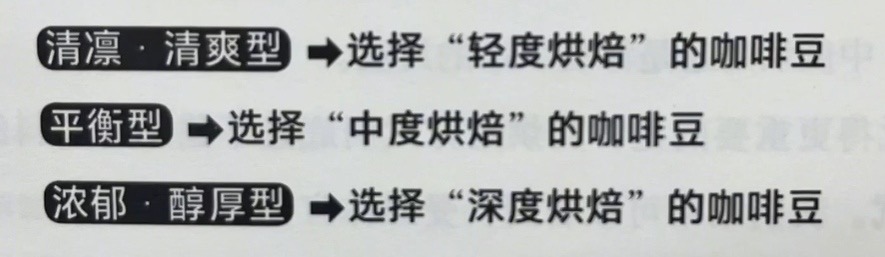 清凛·清爽型 ➡选择“轻度烘焙”的咖啡豆
平衡型 ➡选择“中度烘焙”的咖啡豆
浓郁·醇厚型 ➡选择“深度烘焙”的咖啡豆